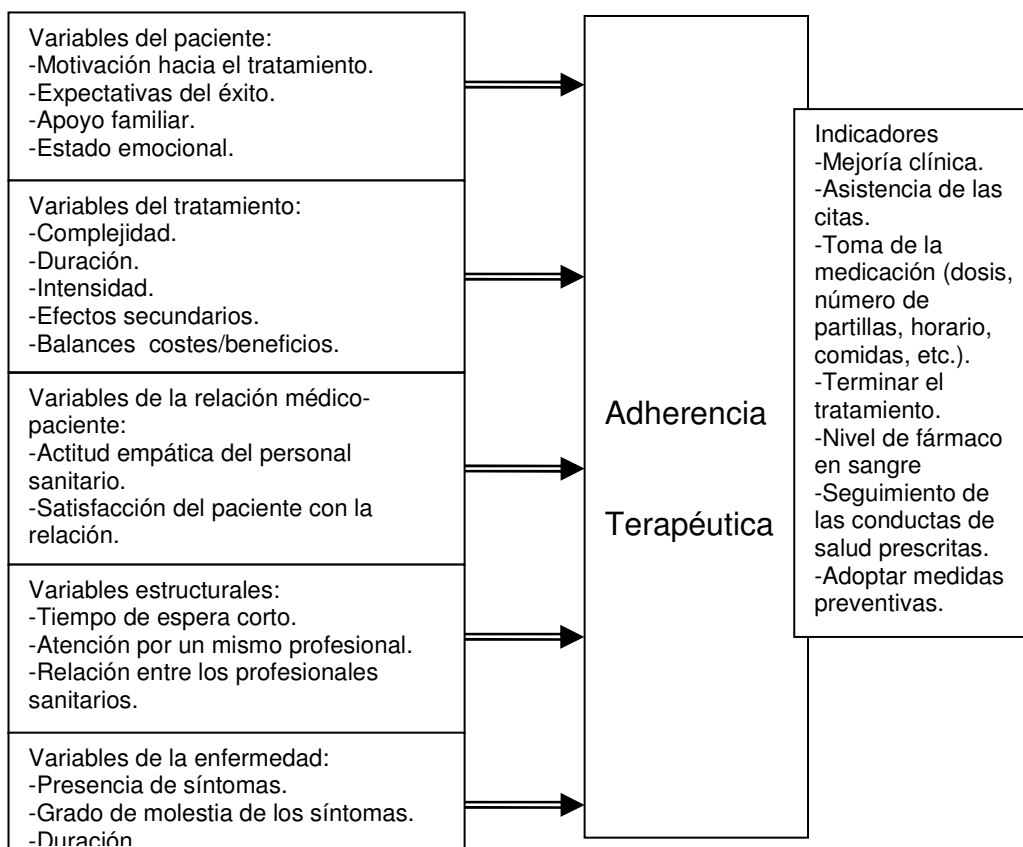 Variables del paciente:
-Motivación hacia el tratamiento.
-Expectativas del éxito.
-Apoyo familiar.
-Estado emocional.
Variables del tratamiento:
-Complejidad.
-Duración.
-Intensidad.
-Efectos secundarios.
-Balances costes/beneficios.
Variables de la relación médico-
paciente:
-Actitud empática del personal
sanitario.
-Satisfacción del paciente con la
relación.
Variables estructurales:
-Tiempo de espera corto.
-Atención por un mismo profesional.
-Relación entre los profesionales
sanitarios.
Variables de la enfermedad:
-Presencia de síntomas.
-Grado de molestia de los síntomas.
-Duración
Adherencia
Terapéutica
Indicadores
-Mejoría clínica.
-Asistencia de las
citas.
-Toma de la
medicación (dosis,
número de
partillas, horario,
comidas, etc.).
-Terminar el
tratamiento.
-Nivel de fármaco
en sangre
-Seguimiento de
las conductas de
salud prescritas.
-Adoptar medidas
preventivas.